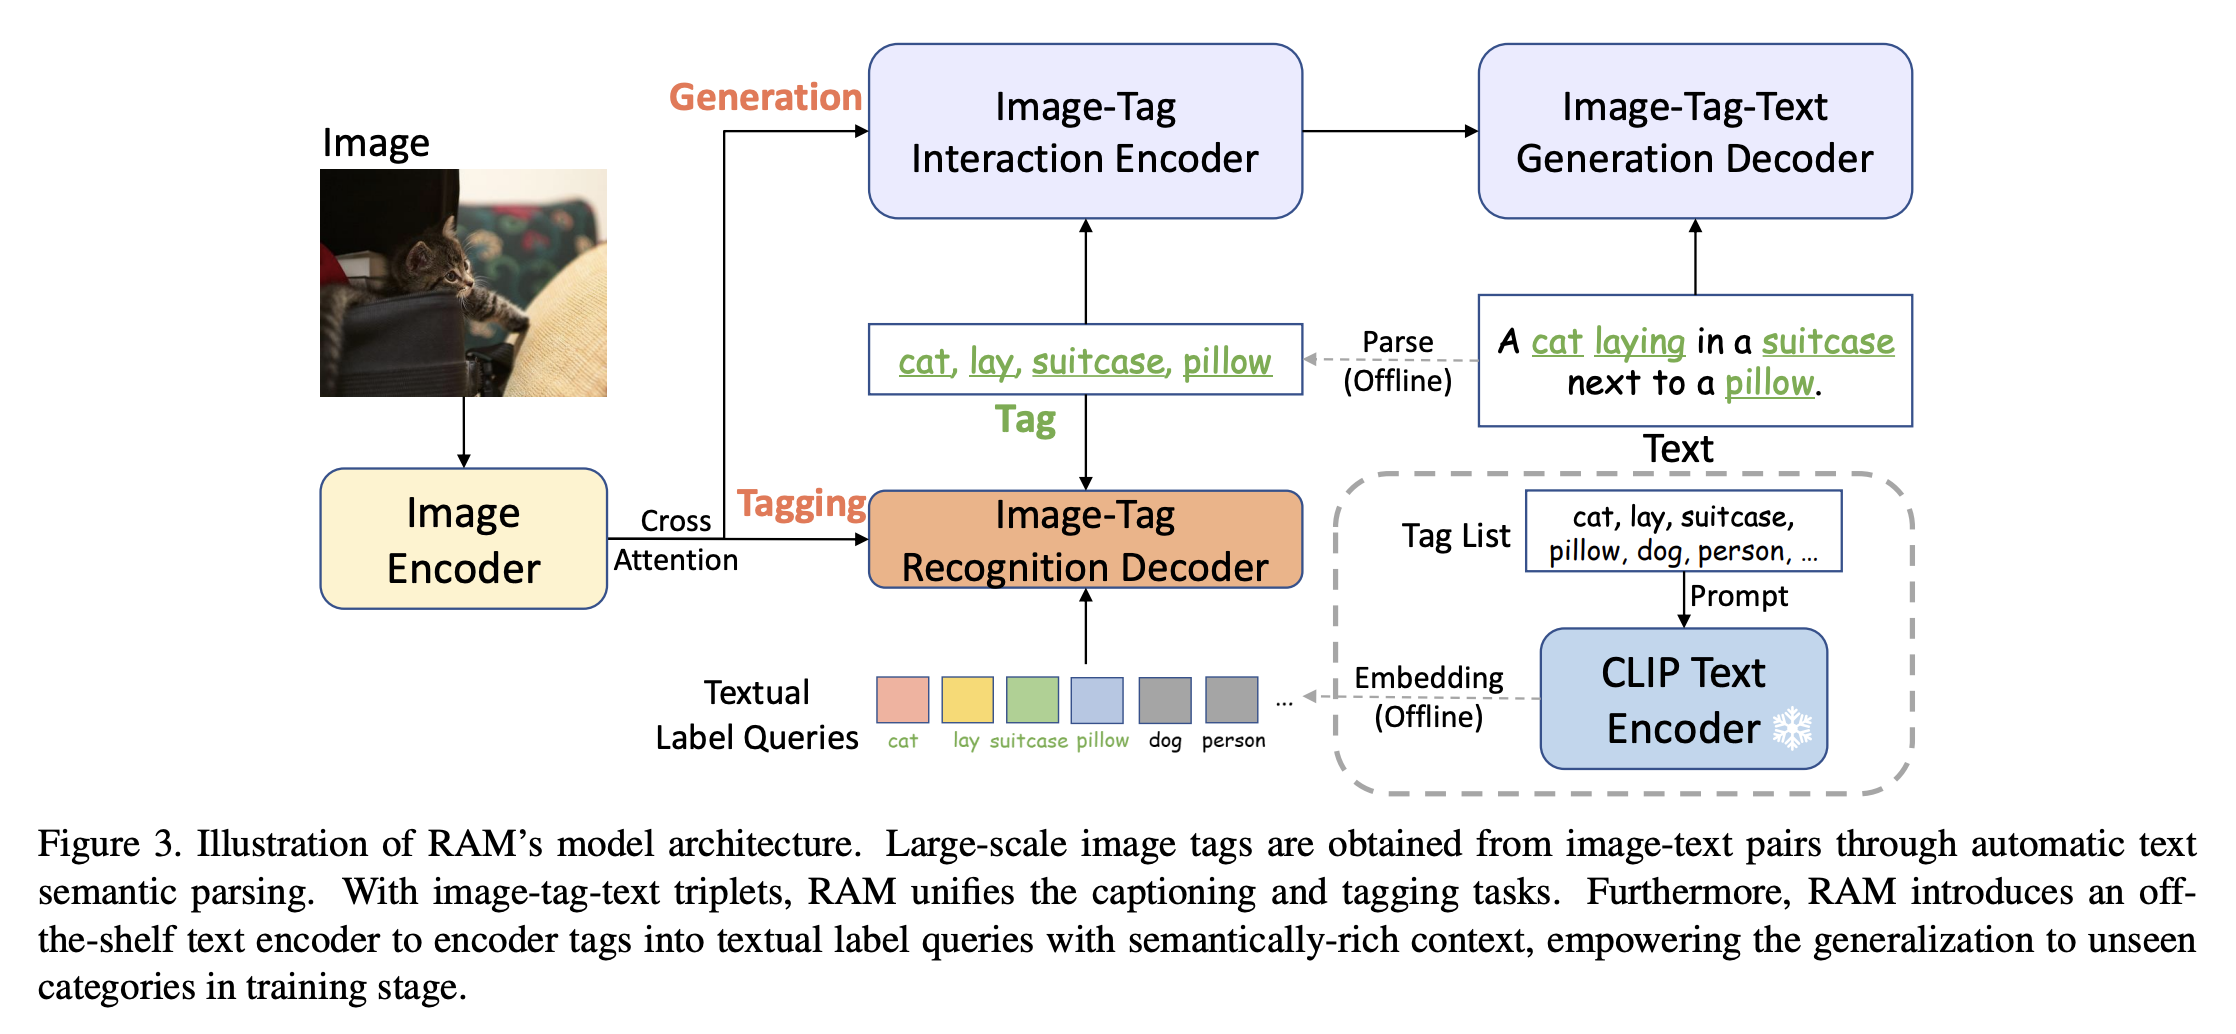 Image
Generation
Image-Tag
Interaction Encoder
Image-Tag-Text
Generation Decoder
cat, lay, suitcase, pillow
Tag
Parse
(Offline)
A cat laying in a suitcase
next to a pillow.
Text
Image
Encoder
Cross
Attention
Tagging
Image-Tag
Recognition Decoder
Tag List
cat, lay, suitcase,
pillow, dog, person, ...
Prompt
CLIP Text
Encoder
Embedding
(Offline)
Textual
Label Queries
...
cat lay suitcase pillow dog person
Figure 3. Illustration of RAM's model architecture. Large-scale image tags are obtained from image-text pairs through automatic text
semantic parsing. With image-tag-text triplets, RAM unifies the captioning and tagging tasks. Furthermore, RAM introduces an off-
the-shelf text encoder to encoder tags into textual label queries with semantically-rich context, empowering the generalization to unseen
categories in training stage.